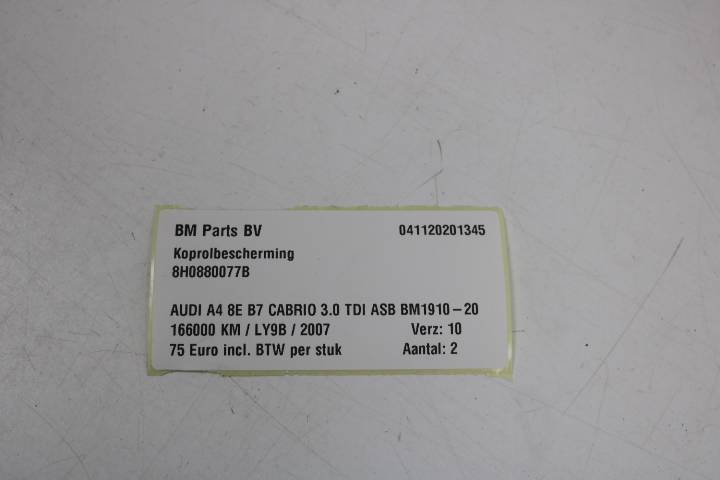 BM Parts BV 041120201345
Koprolbescherming
8H0880077B
AUDI A4 8E B7 CABRIO 3.0 TDI ASB BM1910-20
166000 KM / LY9B / 2007 Verz: 10
75 Euro incl. BTW per stuk Aantal: 2